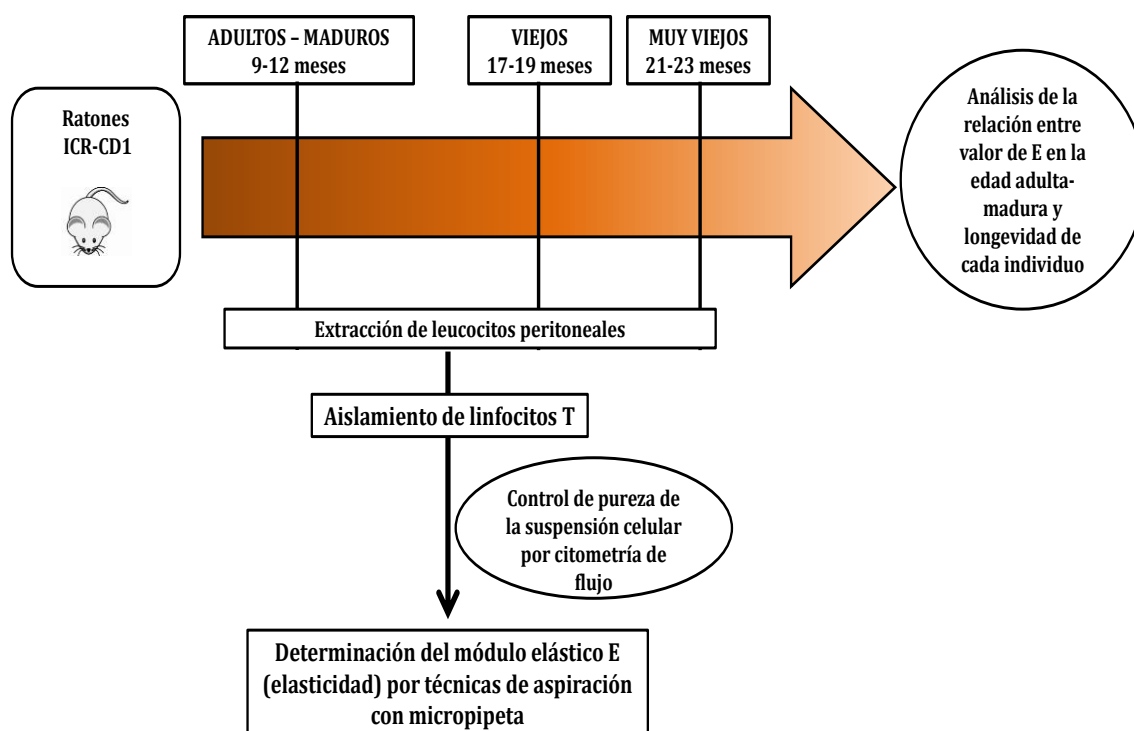 ADULTOS – MADUROS
9-12 meses
VIEJOS
17-19 meses
MUY VIEJOS
21-23 meses
Ratones
ICR-CD1
Análisis de la
relación entre
valor de E en la
edad adulta-
madura y
longevidad de
cada individuo
Extracción de leucocitos peritoneales
Aislamiento de linfocitos T
Control de pureza de
la suspensión celular
por citometría de
flujo
Determinación del módulo elástico E
(elasticidad) por técnicas de aspiración
con micropipeta